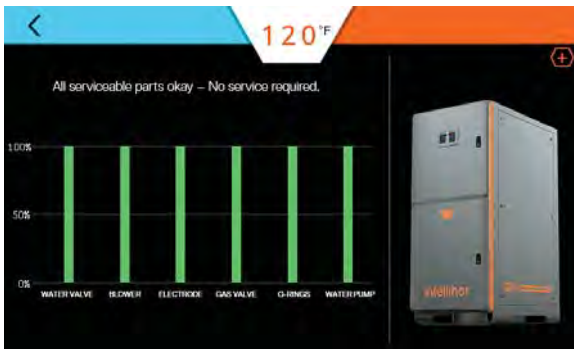 120°F
All serviceable parts okay – No service required.
100%
50%
0%
WATER VALVE BLOWER ELECTRODE GAS VALVE O-RINGS WATER PUMP
intellihot